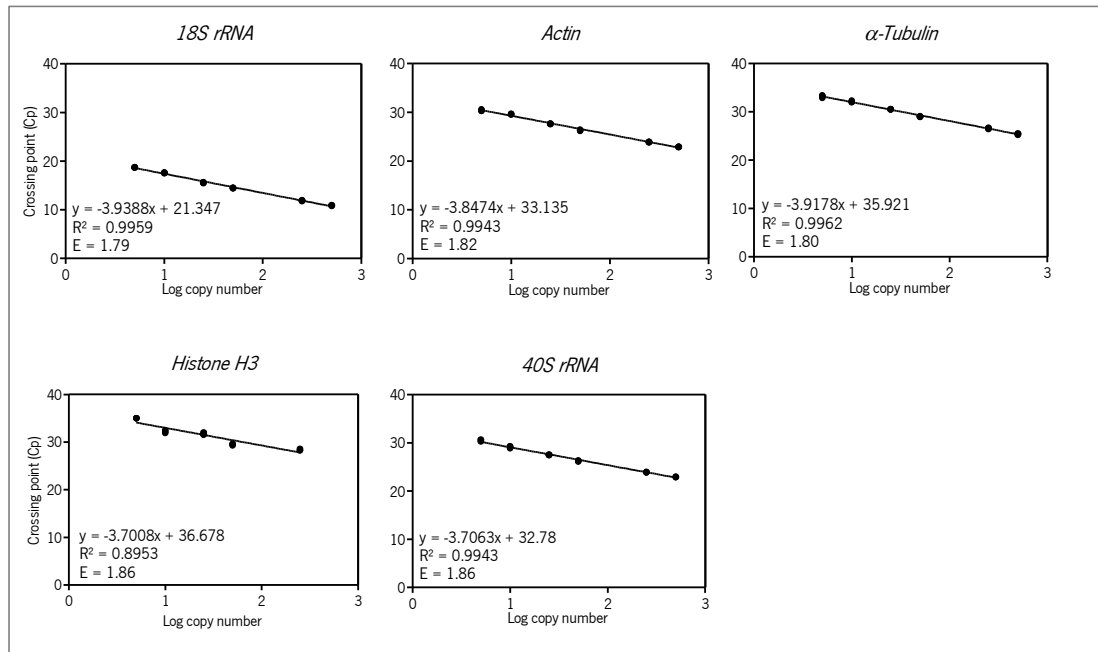 18S rRNA
40
30
20
10
0
Crossing point (Cp)
y = -3.9388x + 21.347
R² = 0.9959
E = 1.79
0 1 2 3
Log copy number
Actin
40
30
20
10
0
y = -3.8474x + 33.135
R² = 0.9943
E = 1.82
0 1 2 3
Log copy number
α-Tubulin
40
30
20
10
0
y = -3.9178x + 35.921
R² = 0.9962
E = 1.80
0 1 2 3
Log copy number
Histone H3
40
30
20
10
0
Crossing point (Cp)
y = -3.7008x + 36.678
R² = 0.8953
E = 1.86
0 1 2 3
Log copy number
40S rRNA
40
30
20
10
0
y = -3.7063x + 32.78
R² = 0.9943
E = 1.86
0 1 2 3
Log copy number